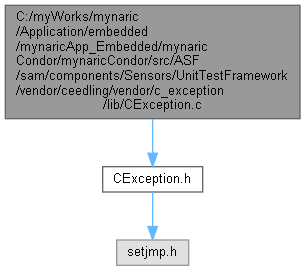 C:/myWorks/mynaric
/Application/embedded
/mynaricApp_Embedded/mynaric
Condor/mynaricCondor/src/ASF
/sam/components/Sensors/UnitTestFramework
/vendor/ceedling/vendor/c_exception
/lib/CException.c
CException.h
setjmp.h